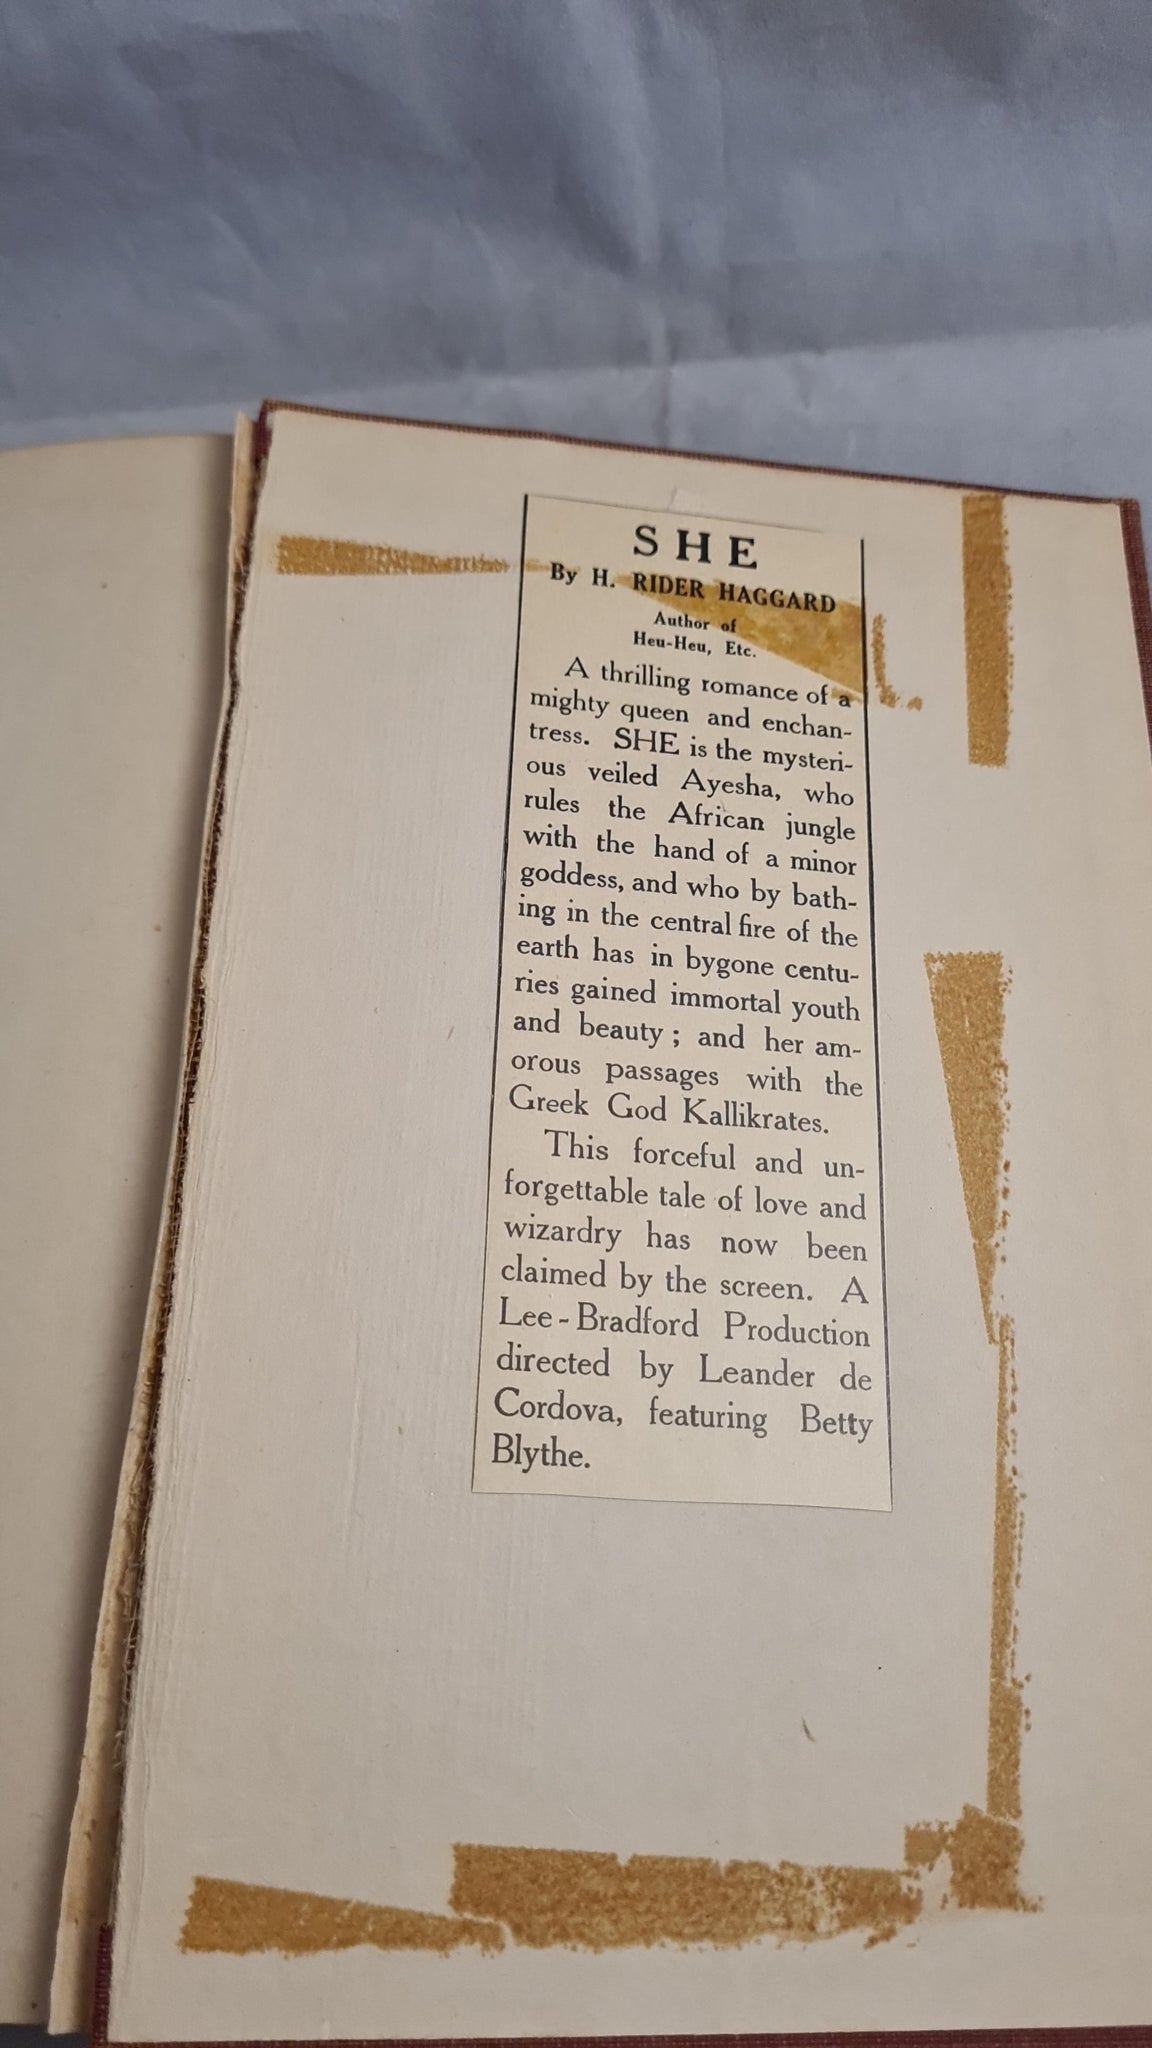 SHE
By H. RIDER HAGGARD
Author of
Heu-Heu, Etc.
A thrilling romance of a
mighty queen and enchan-
tress. SHE is the mysteri-
ous veiled Ayesha, who
rules the African jungle
with the hand of a minor
goddess, and who by bath-
ing in the central fire of the
earth has in bygone centu-
ries gained immortal youth
and beauty; and her am-
orous passages with the
Greek God Kallikrates.
This forceful and un-
forgettable tale of love and
wizardry has now been
claimed by the screen. A
Lee-Bradford Production
directed by Leander de
Cordova, featuring Betty
Blythe.